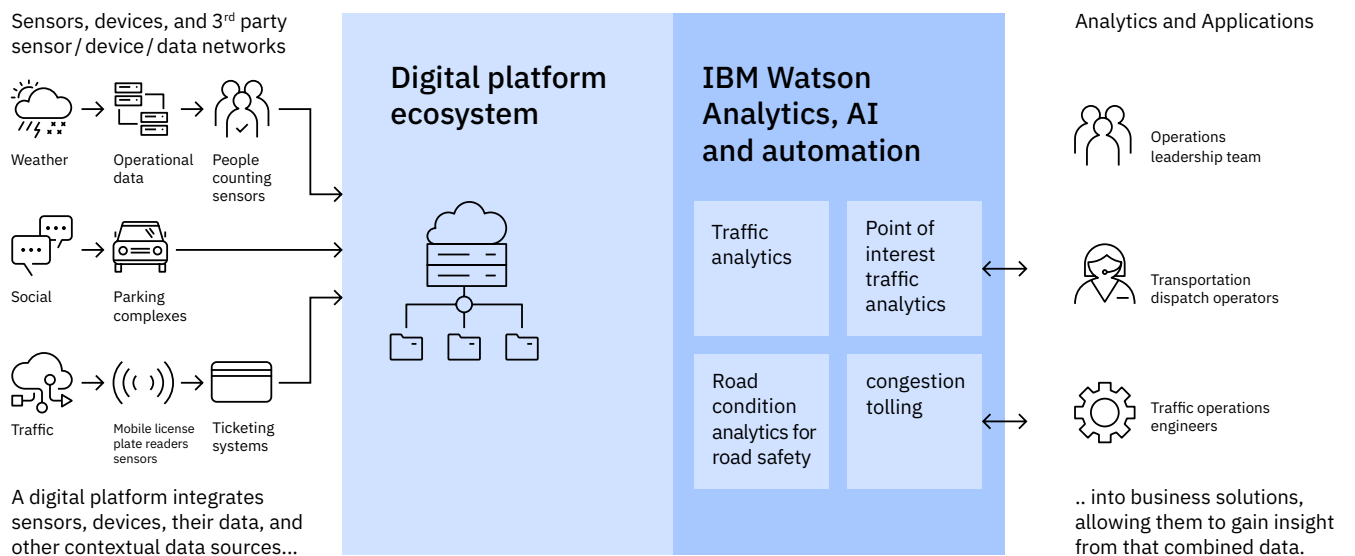 Sensors, devices, and 3rd party
sensor/device/data networks
Weather
Operational
data
People
counting
sensors
Social
Parking
complexes
Traffic
Mobile license
plate readers
sensors
Ticketing
systems
A digital platform integrates
sensors, devices, their data, and
other contextual data sources...
Digital platform
ecosystem
IBM Watson
Analytics, AI
and automation
Traffic
analytics
Point of
interest
traffic
analytics
Road
condition
analytics for
road safety
congestion
tolling
Analytics and Applications
Operations
leadership team
Transportation
dispatch operators
Traffic operations
engineers
.. into business solutions,
allowing them to gain insight
from that combined data.